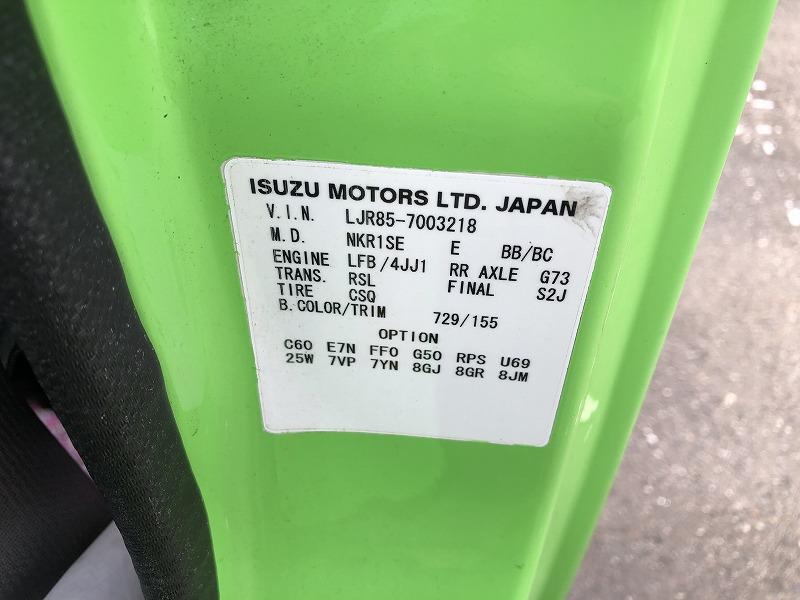 ISUZU MOTORS LTD. JAPAN
V.I.N. LJR85-7003218
M.D. NKR1SE E BB/BC
ENGINE LFB/4JJ1 RR AXLE G73
TRANS. RSL FINAL S2J
TIRE CSQ
B.COLOR/TRIM 729/155
OPTION
C60 E7N FF0 G50 RPS U69
25W 7VP 7YN 8GJ 8GR 8JM